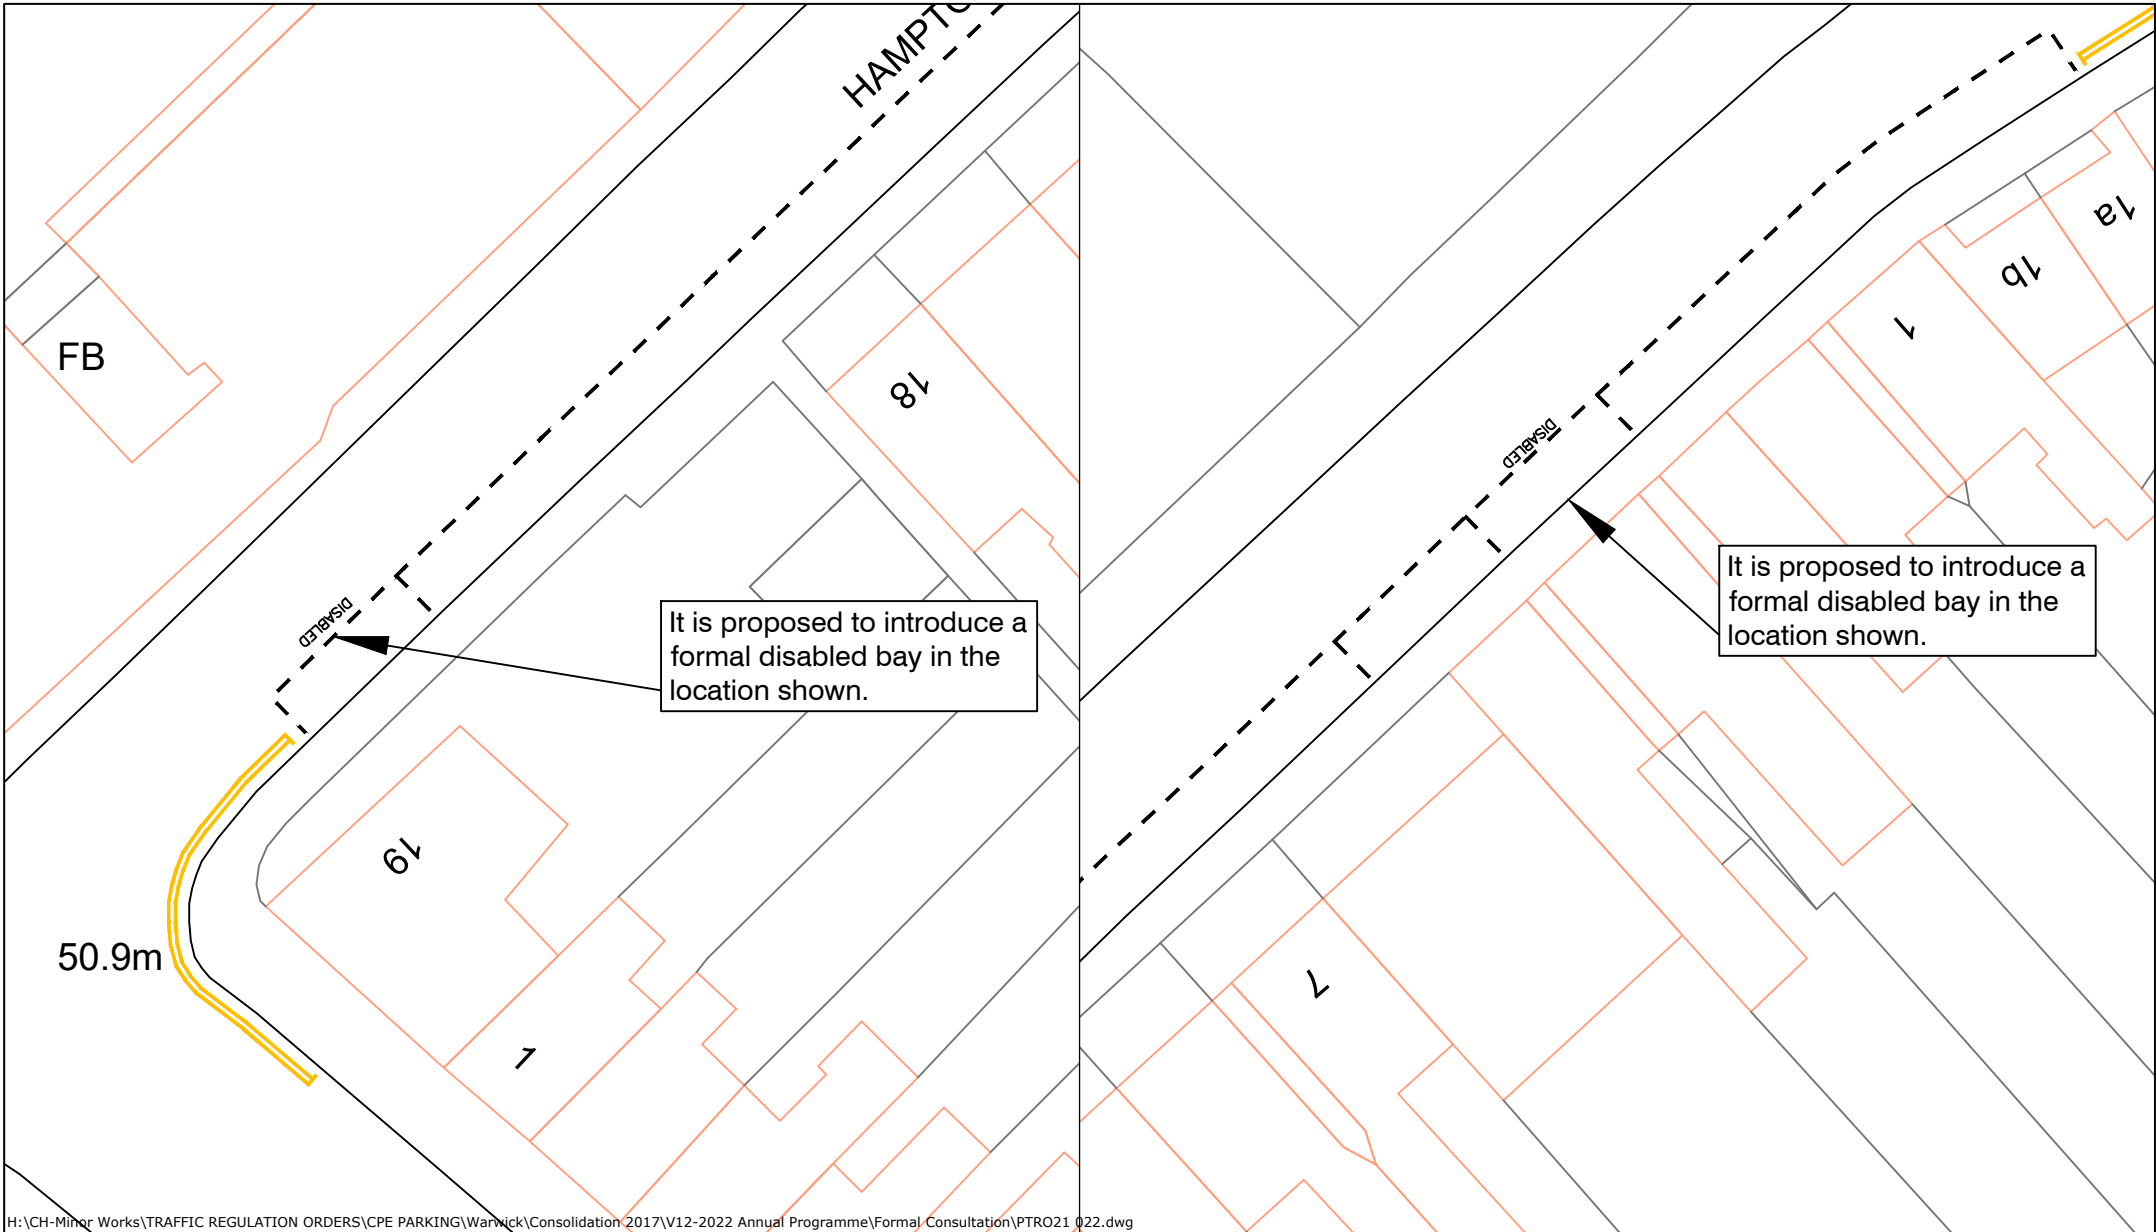 HAMPTO
FB
18
DISABLED
It is proposed to introduce a
formal disabled bay in the
location shown.
19
50.9m
1
1a
1b
1
DISABLED
It is proposed to introduce a
formal disabled bay in the
location shown.
7
H:\CH-Minor Works\TRAFFIC REGULATION ORDERS\CPE PARKING\Warwick\Consolidation 2017\V12-2022 Annual Programme\Formal Consultation\PTRO21 022.dwg